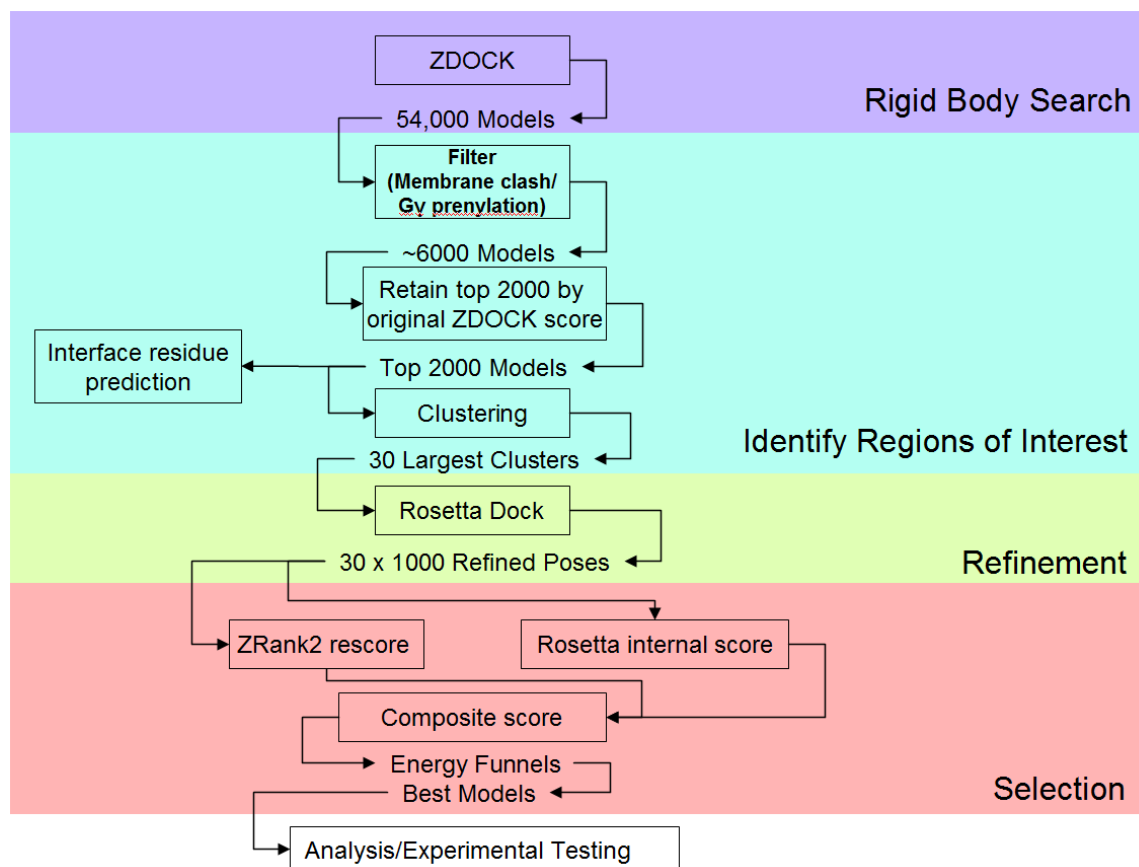 ZDOCK
Rigid Body Search
54,000 Models
Filter
(Membrane clash/
Gγ prenylation)
~6000 Models
Retain top 2000 by
original ZDOCK score
Interface residue
prediction
Top 2000 Models
Clustering
Identify Regions of Interest
30 Largest Clusters
Rosetta Dock
30 x 1000 Refined Poses
Refinement
ZRank2 rescore
Rosetta internal score
Composite score
Energy Funnels
Best Models
Selection
Analysis/Experimental Testing